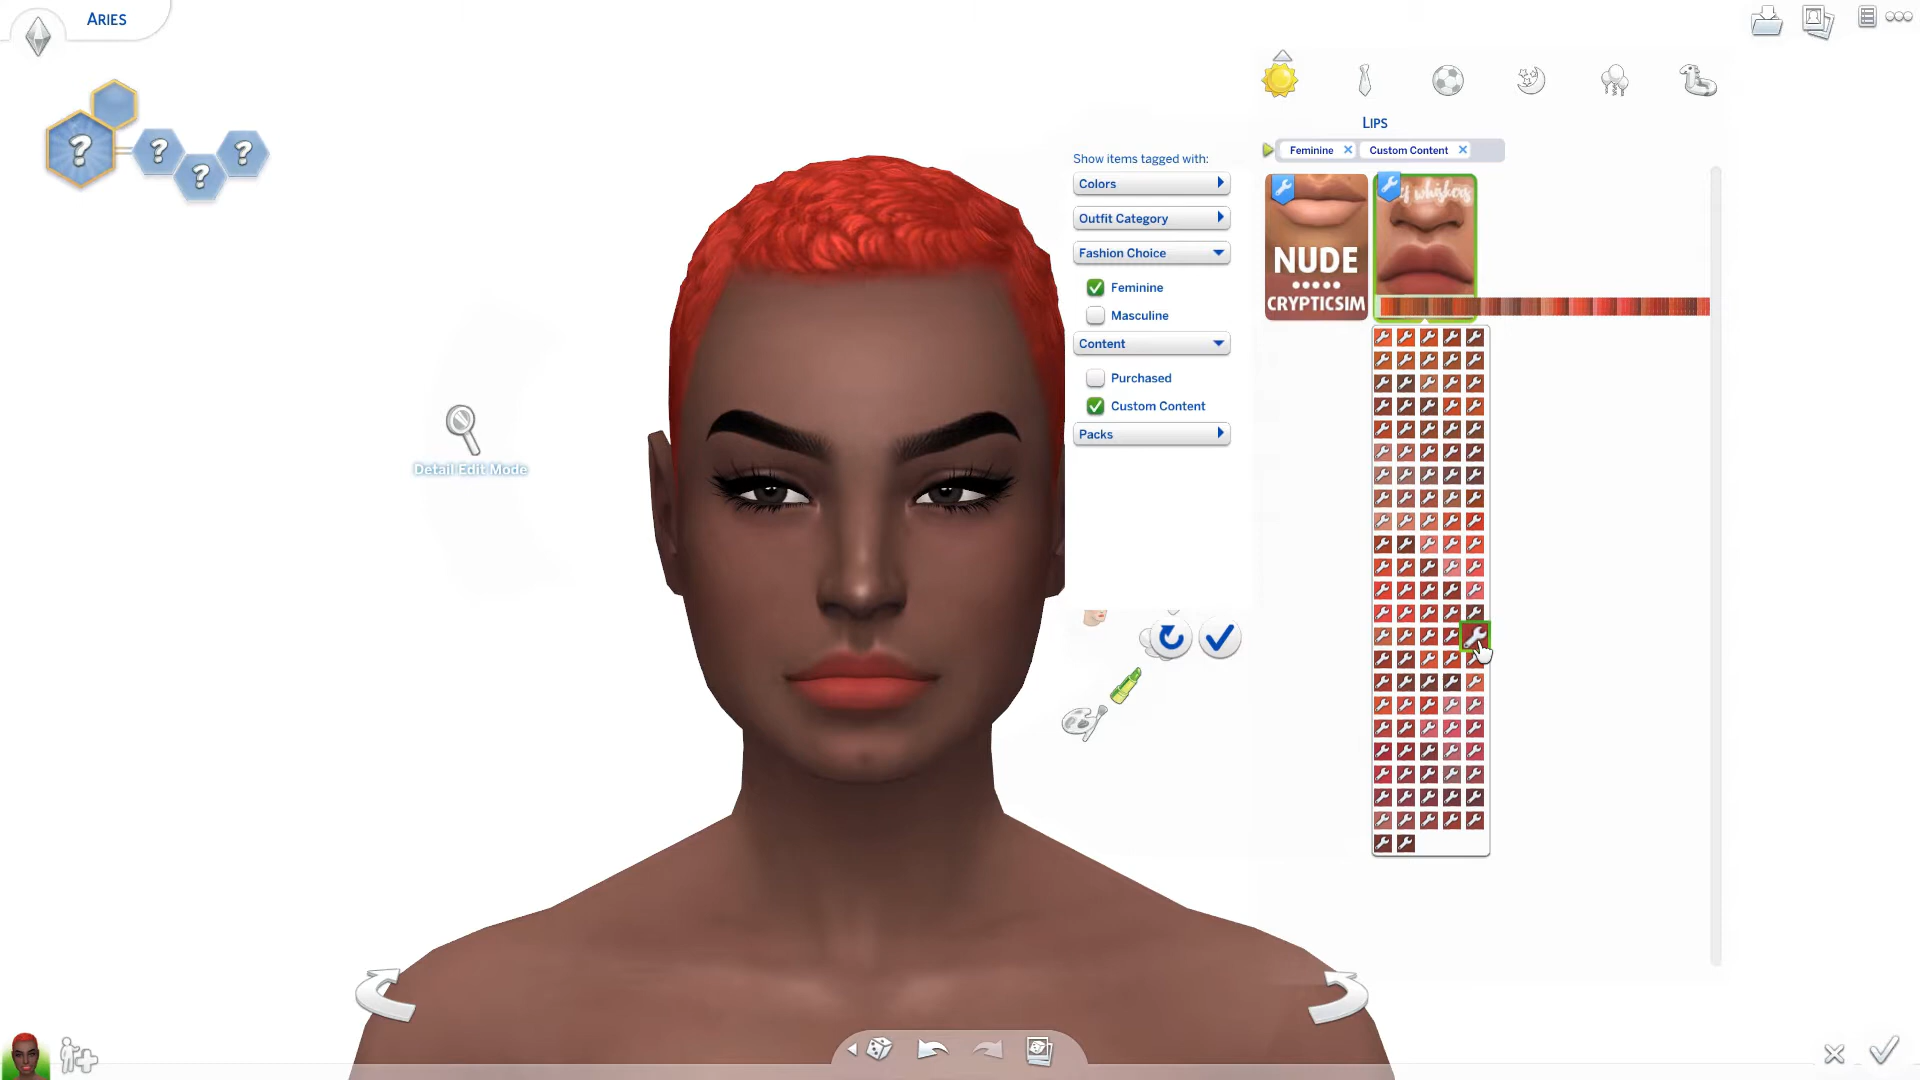 ARIES
LIPS
Feminine
Custom Content
Show items tagged with:
Colors
Outfit Category
Fashion Choice
Feminine
Masculine
Content
Purchased
Custom Content
Packs
NUDE
CRYPTICSIM
whiskers
Detail Edit Mode
? ? ? ?